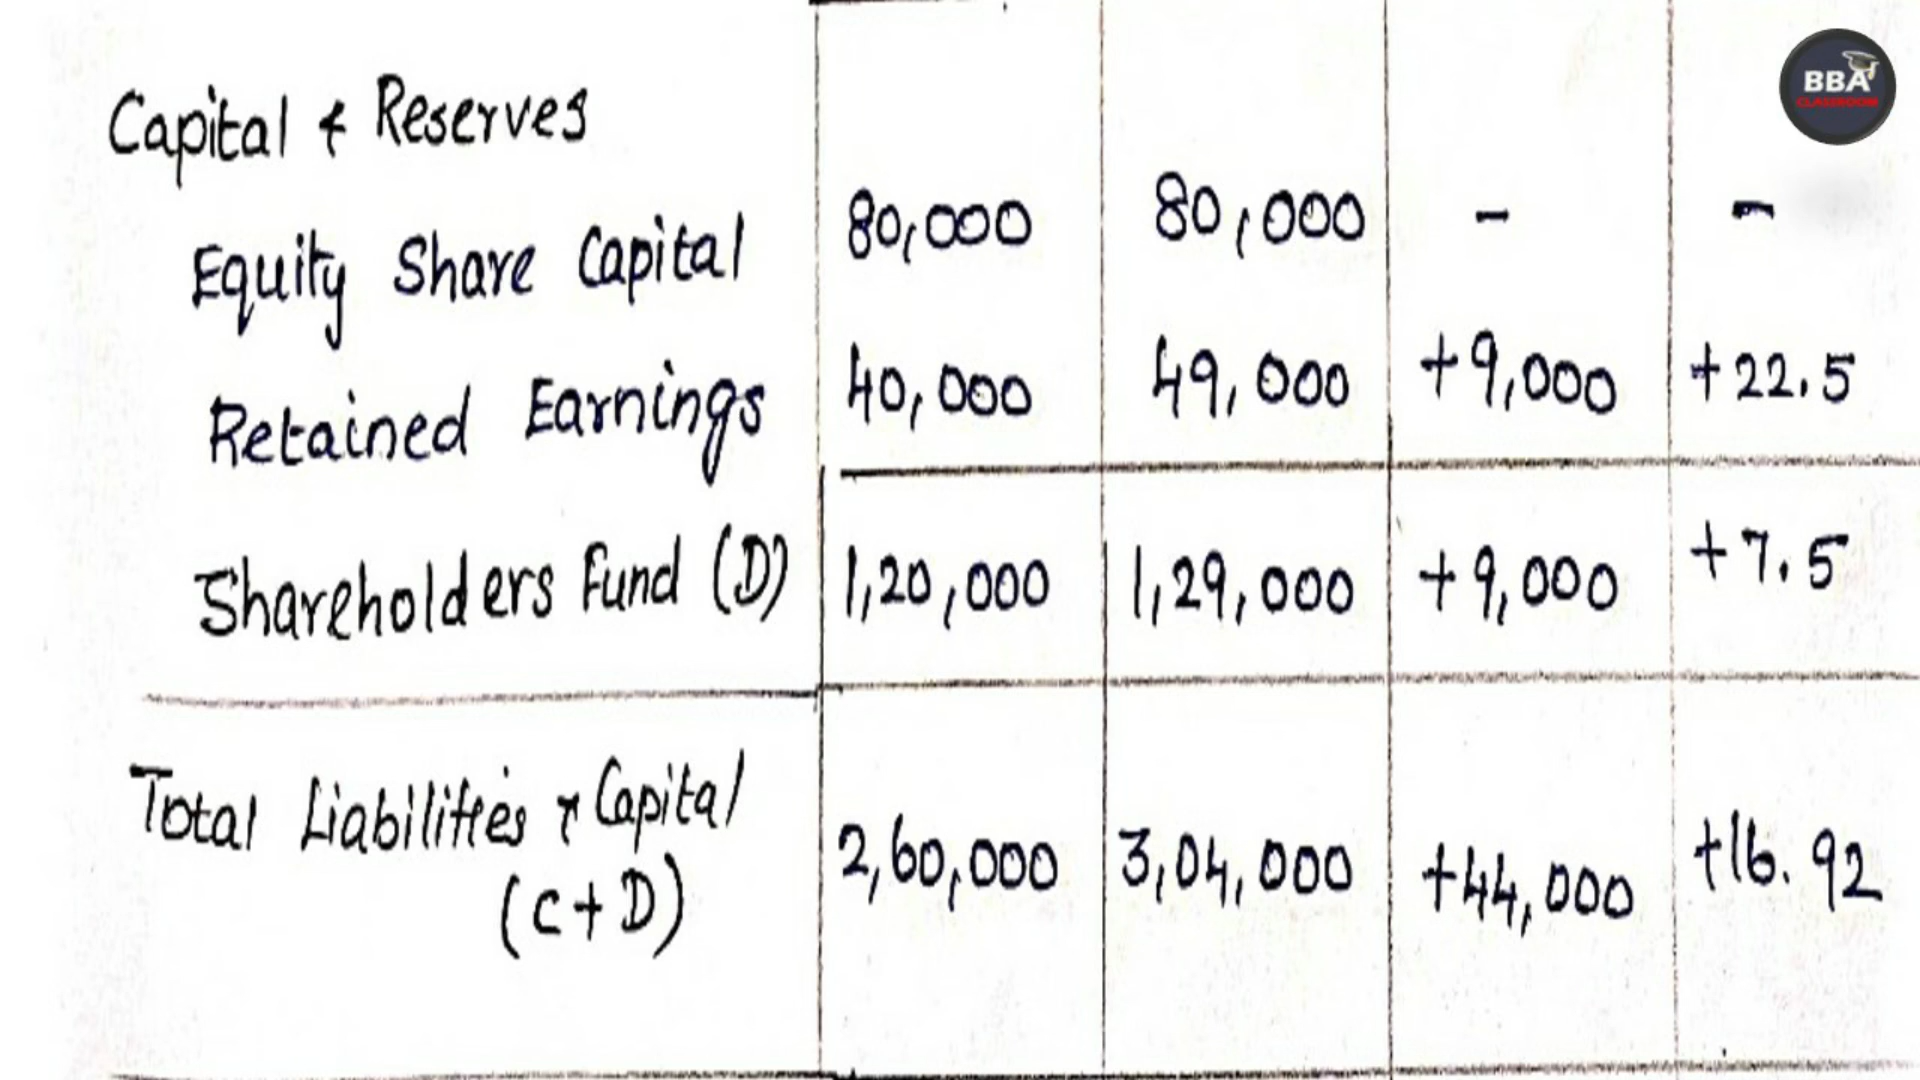 BBA
CLASSROOM
Capital & Reserves
Equity Share Capital 80,000 80,000 - -
Retained Earnings 40,000 49,000 +9,000 +22.5
Shareholders Fund (D) 1,20,000 1,29,000 +9,000 +7.5
Total Liabilities & Capital
(C+D) 2,60,000 3,04,000 +44,000 +16.92